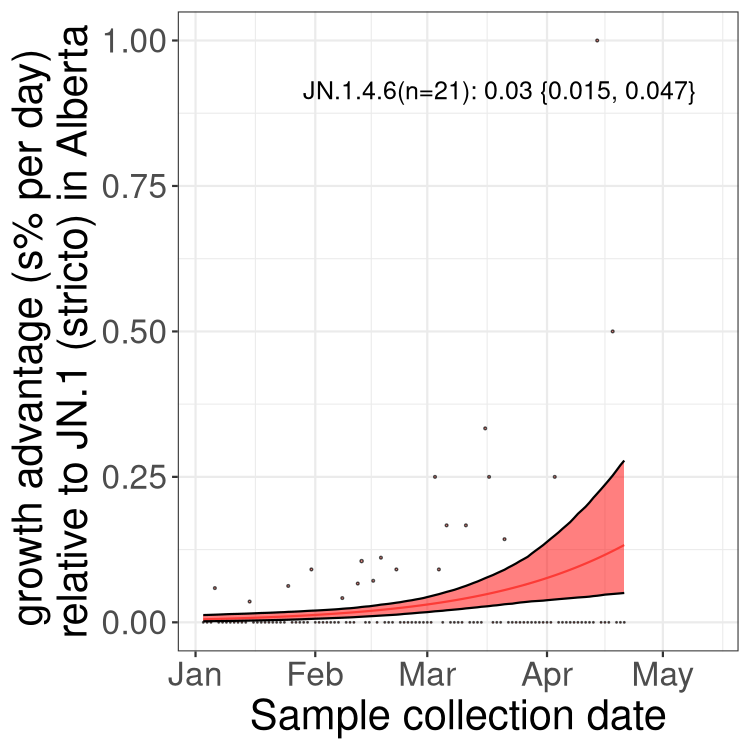 growth advantage (s% per day)
relative to JN.1 (stricto) in Alberta
1.00
JN.1.4.6(n=21): 0.03 {0.015, 0.047}
0.75
0.50
0.25
0.00
Jan Feb Mar Apr May
Sample collection date